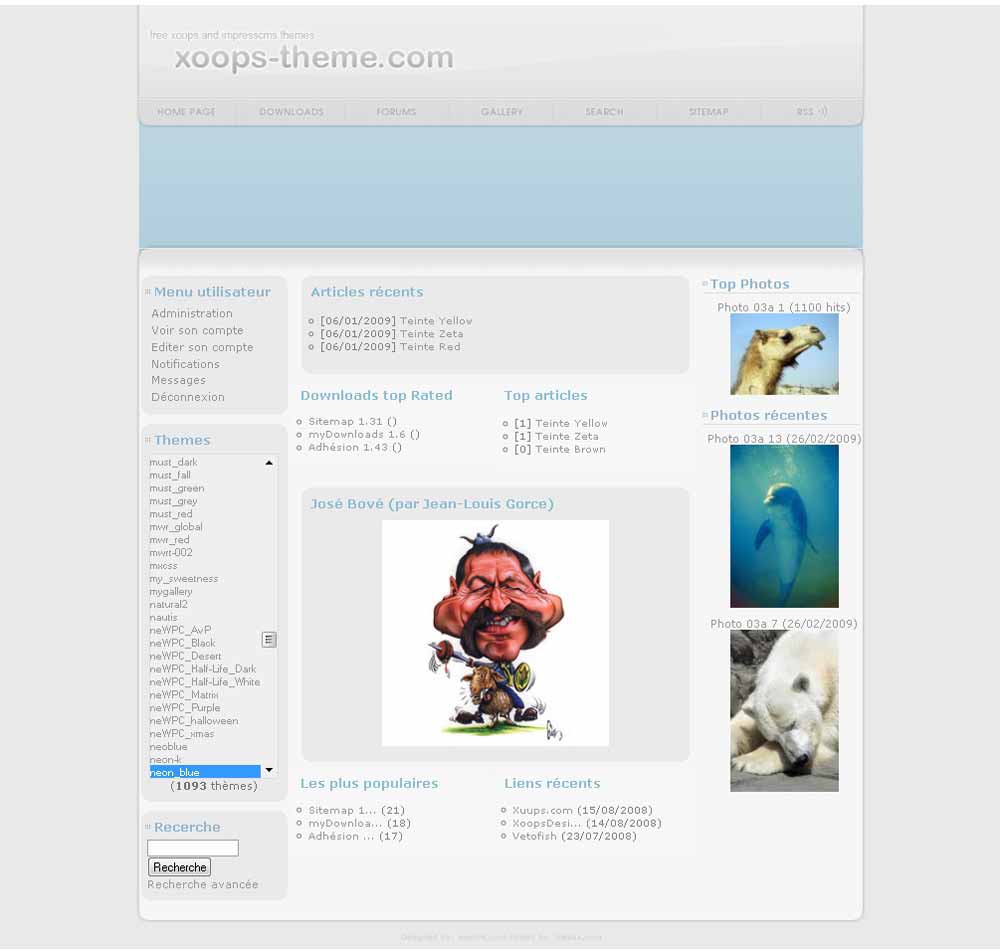 free xoops and impresscms themes
xoops-theme.com
HOME PAGE DOWNLOADS FORUMS GALLERY SEARCH SITEMAP RSS
Menu utilisateur
Administration
Voir son compte
Editer son compte
Notifications
Messages
Déconnexion
Themes
must_dark
must_fall
must_green
must_grey
must_red
mwr_global
mwr_red
mwrt-002
mxcss
my_sweetness
mygallery
natural2
nautis
neWPC_AvP
neWPC_Black
neWPC_Desert
neWPC_Half-Life_Dark
neWPC_Half-Life_White
neWPC_Matrix
neWPC_Purple
neWPC_halloween
neWPC_xmas
neoblue
neon-k
neon_blue
(1093 thèmes)
Recerche
Recherche
Recherche avancée
Articles récents
[06/01/2009] Teinte Yellow
[06/01/2009] Teinte Zeta
[06/01/2009] Teinte Red
Downloads top Rated
Sitemap 1.31 ()
myDownloads 1.6 ()
Adhésion 1.43 ()
Top articles
[1] Teinte Yellow
[1] Teinte Zeta
[0] Teinte Brown
José Bové (par Jean-Louis Gorce)
Les plus populaires
Sitemap 1... (21)
myDownloa... (18)
Adhésion ... (17)
Liens récents
Xuups.com (15/08/2008)
XoopsDesi... (14/08/2008)
Vetofish (23/07/2008)
Top Photos
Photo 03a 1 (1100 hits)
Photos récentes
Photo 03a 13 (26/02/2009)
Photo 03a 7 (26/02/2009)